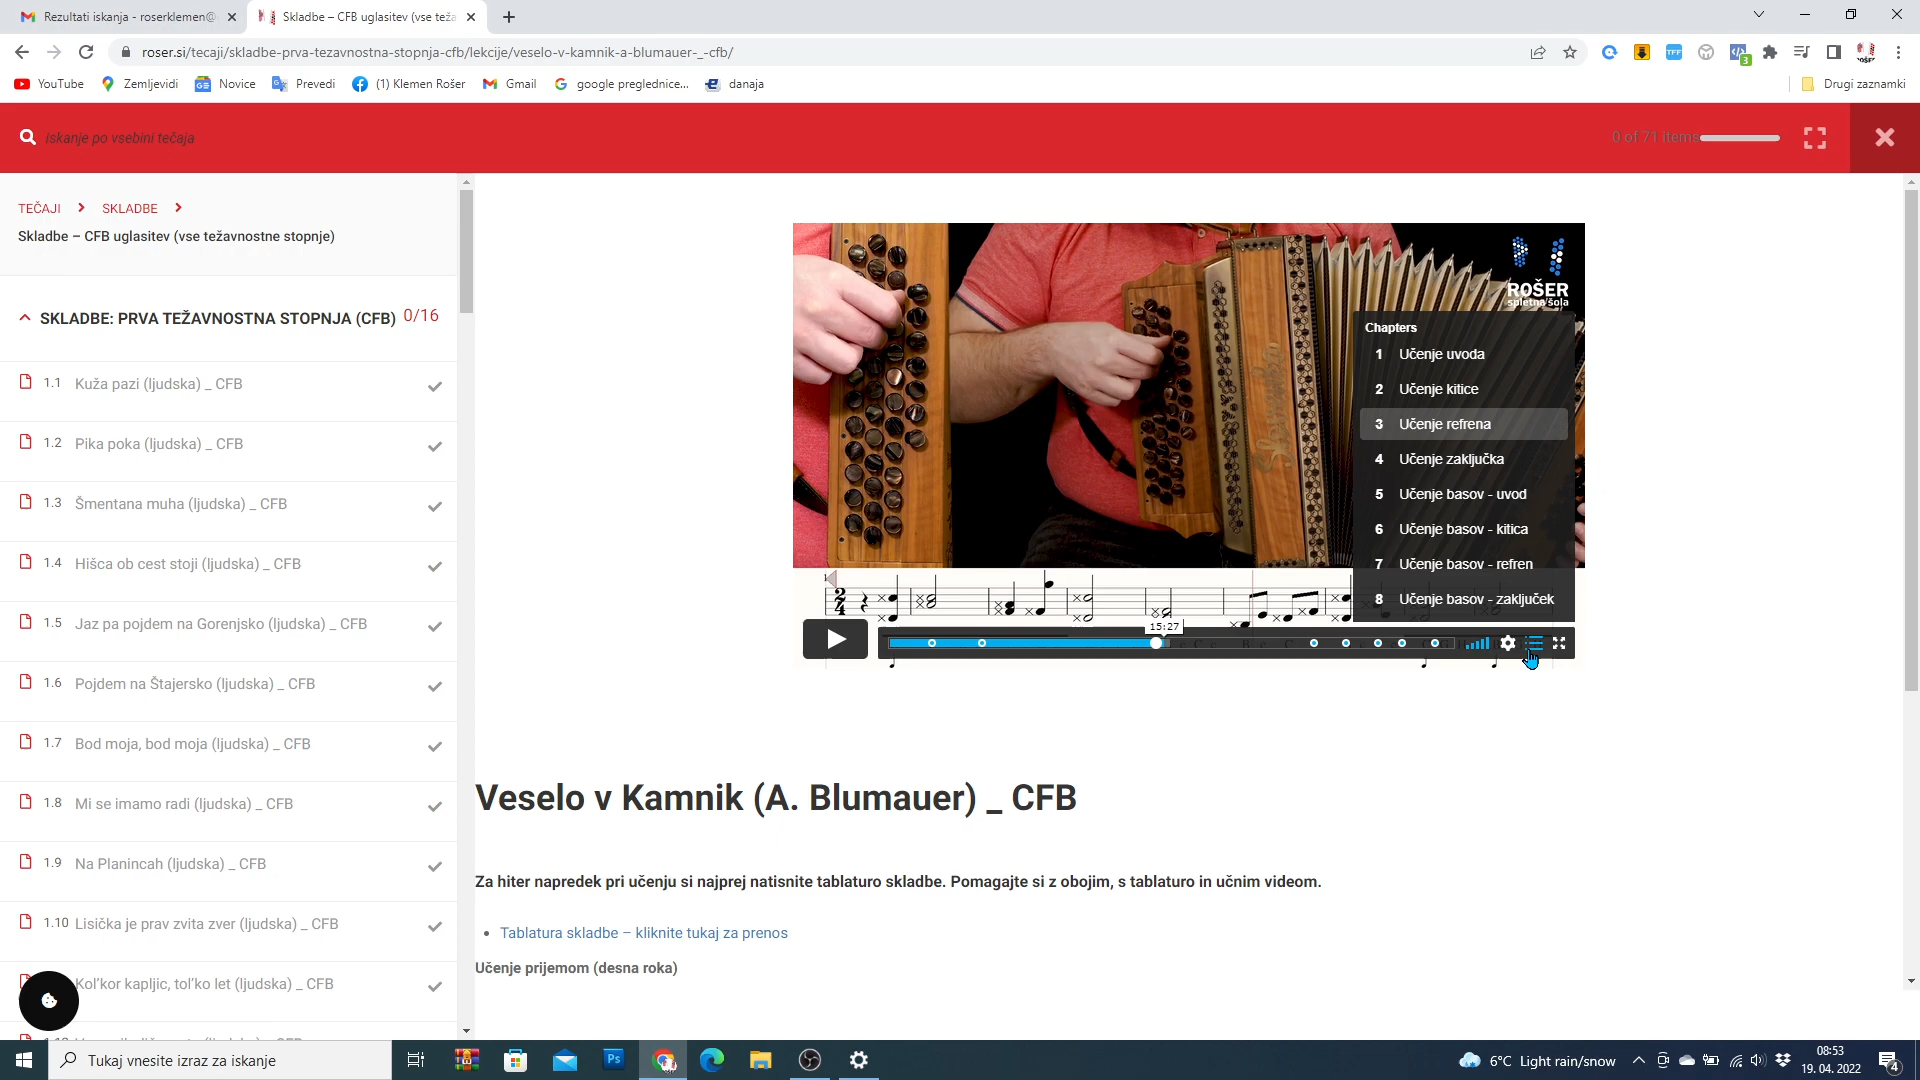 Rezultati iskanja - roserklemen@
Skladbe – CFB uglasitev (vse teža
roser.si/tecaji/skladbe-prva-tezavnostna-stopnja-cfb/lekcije/veselo-v-kamnik-a-blumauer-_-cfb/
YouTube
Zemljevidi
Novice
Prevedi
(1) Klemen Rošer
Gmail
google preglednice...
danaja
Drugi zaznamki
iskanje po vsebini tečaja
0 of 71 items
TEČAJI
SKLADBE
Skladbe – CFB uglasitev (vse težavnostne stopnje)
SKLADBE: PRVA TEŽAVNOSTNA STOPNJA (CFB) 0/16
1.1 Kuža pazi (ljudska) _ CFB
1.2 Pika poka (ljudska) _ CFB
1.3 Šmentana muha (ljudska) _ CFB
1.4 Hišca ob cest stoji (ljudska) _ CFB
1.5 Jaz pa pojdem na Gorenjsko (ljudska) _ CFB
1.6 Pojdem na Štajersko (ljudska) _ CFB
1.7 Bod moja, bod moja (ljudska) _ CFB
1.8 Mi se imamo radi (ljudska) _ CFB
1.9 Na Planincah (ljudska) _ CFB
1.10 Lisička je prav zvita zver (ljudska) _ CFB
Kol'kor kapljic, tol'ko let (ljudska) _ CFB
ROŠER
spletna šola
Chapters
1 Učenje uvoda
2 Učenje kitice
3 Učenje refrena
4 Učenje zaključka
5 Učenje basov - uvod
6 Učenje basov - kitica
7 Učenje basov - refren
8 Učenje basov - zaključek
2
4
15:27
Veselo v Kamnik (A. Blumauer) _ CFB
Za hiter napredek pri učenju si najprej natisnite tablaturo skladbe. Pomagajte si z obojim, s tablaturo in učnim videom.
Tablatura skladbe – kliknite tukaj za prenos
Učenje prijemom (desna roka)
Tukaj vnesite izraz za iskanje
6°C Light rain/snow
08:53
19. 04. 2022
4